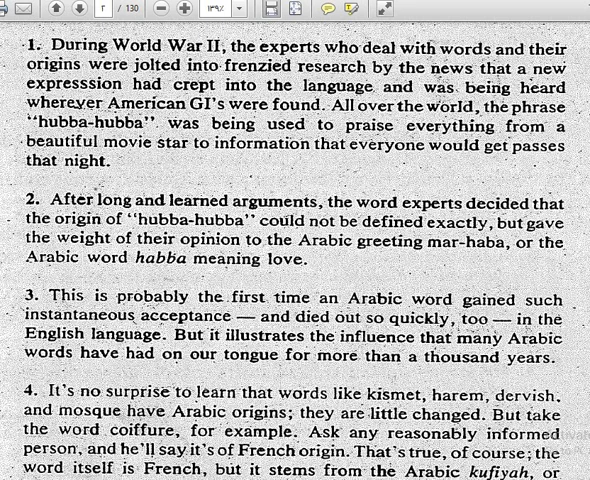 ٣ / 130 ١٣٩٪
1. During World War II, the experts who deal with words and their
origins were jolted into frenzied research by the news that a new
expresssion had crept into the language and was being heard
wherever American GI's were found. All over the world, the phrase
"hubba-hubba" was being used to praise everything from a
beautiful movie star to information that everyone would get passes
that night.
2. After long and learned arguments, the word experts decided that
the origin of "hubba-hubba" could not be defined exactly, but gave
the weight of their opinion to the Arabic greeting mar-haba, or the
Arabic word habba meaning love.
3. This is probably the first time an Arabic word gained such
instantaneous acceptance — and died out so quickly, too — in the
English language. But it illustrates the influence that many Arabic
words have had on our tongue for more than a thousand years.
4. It's no surprise to learn that words like kismet, harem, dervish,
and mosque have Arabic origins; they are little changed. But take
the word coiffure, for example. Ask any reasonably informed
person, and he'll say it's of French origin. That's true, of course; the
word itself is French, but it stems from the Arabic kufiyah, or